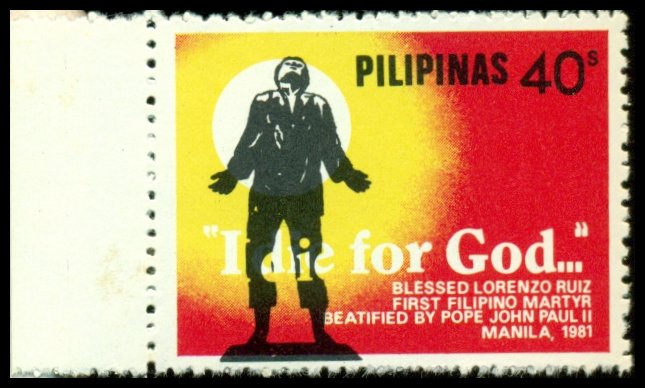 PILIPINAS 40s
"I die for God..."
BLESSED LORENZO RUIZ
FIRST FILIPINO MARTYR
BEATIFIED BY POPE JOHN PAUL II
MANILA, 1981